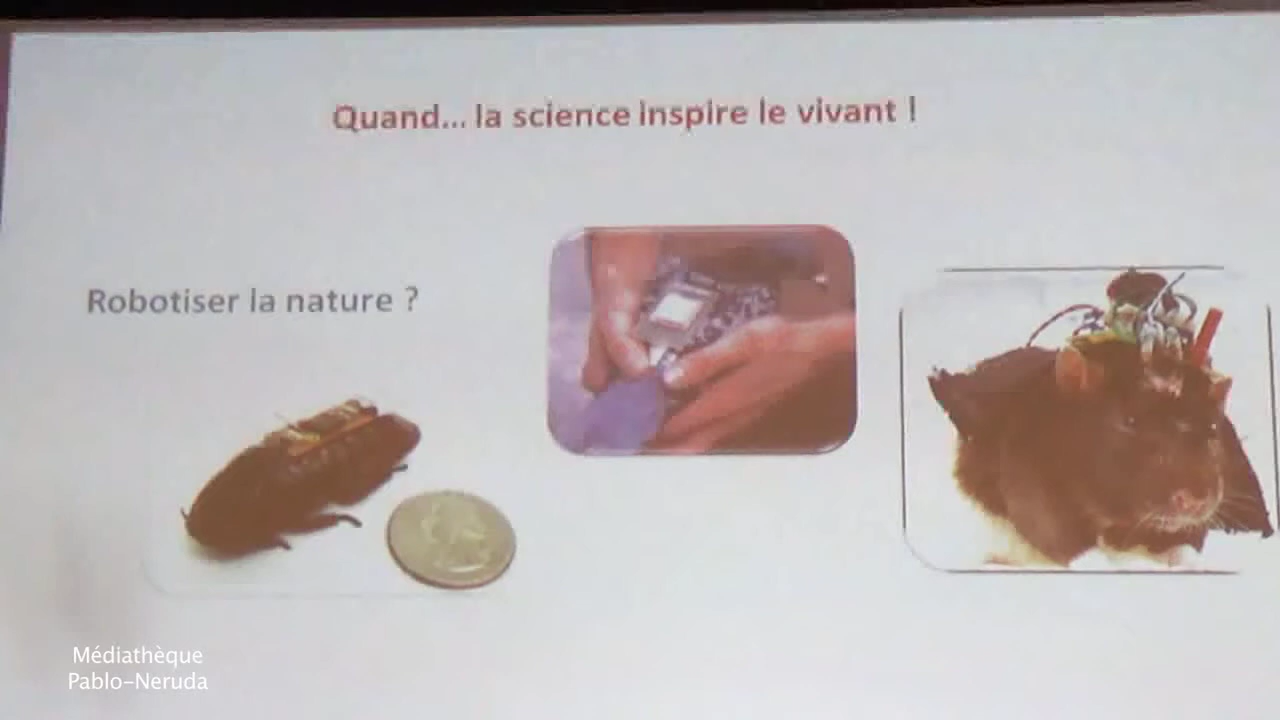 Quand... la science inspire le vivant !
Robotiser la nature ?
Médiathèque
Pablo-Neruda